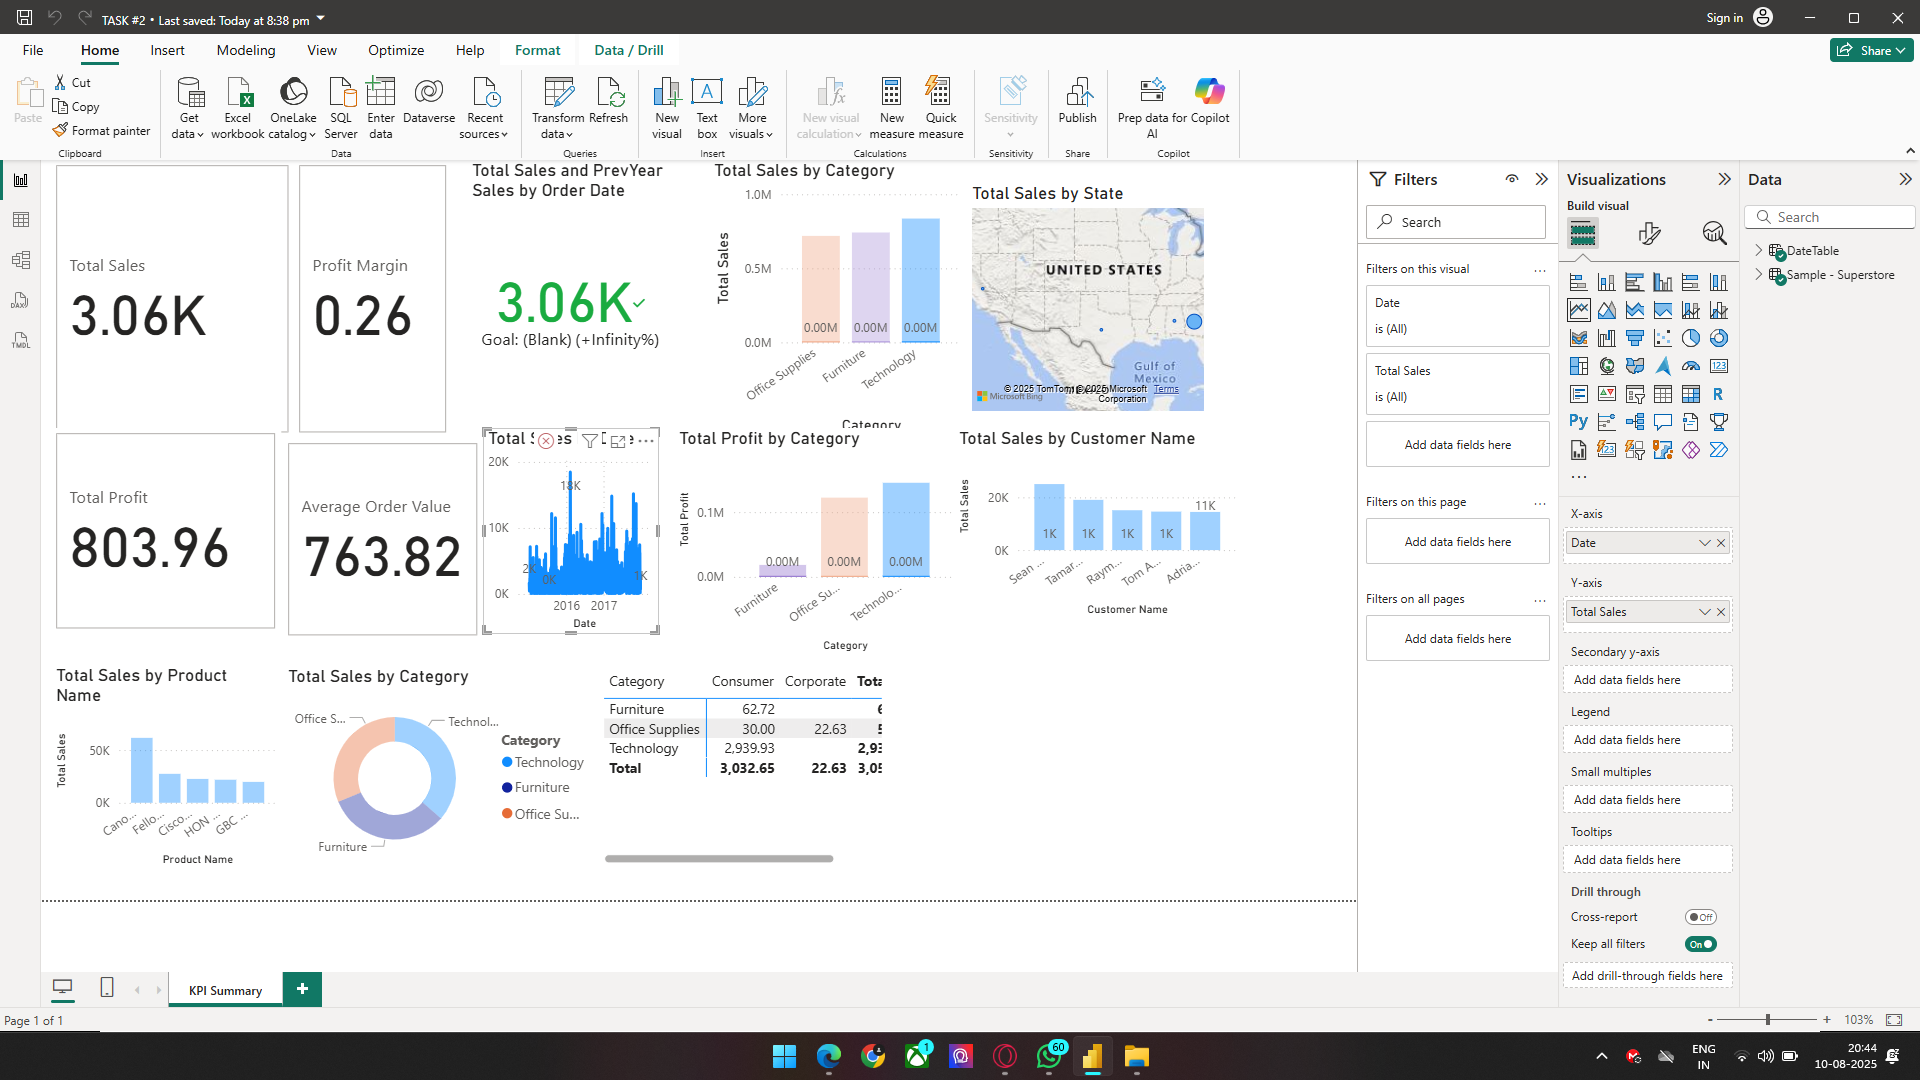 TASK #2 • Last saved: Today at 8:38 pm
Sign in
File
Home
Insert
Modeling
View
Optimize
Help
Format
Data / Drill
Share
Paste
Cut
Copy
Format painter
Clipboard
Get data
Excel workbook
OneLake catalog
SQL Server
Enter data
Dataverse
Recent sources
Data
Transform data
Refresh
Queries
New visual
Text box
More visuals
Insert
New visual calculation
New measure
Quick measure
Calculations
Sensitivity
Sensitivity
Publish
Share
Prep data for AI
Copilot
Copilot
Total Sales
3.06K
Profit Margin
0.26
Total Sales and PrevYear
Sales by Order Date
3.06K
Goal: (Blank) (+Infinity%)
Total Sales by Category
Total Sales
1.0M
0.5M
0.0M
0.00M
0.00M
0.00M
Office Supplies
Furniture
Technology
Category
Total Sales by State
UNITED STATES
Gulf of
Mexico
Microsoft Bing
© 2025 TomTom, © 2025 Microsoft Corporation
Terms
Total Profit
803.96
Average Order Value
763.82
20K
10K
0K
18K
2K
0K
1K
2016
2017
Date
Total Profit by Category
Total Profit
0.1M
0.0M
0.00M
0.00M
0.00M
Furniture
Office Su...
Technolo...
Category
Total Sales by Customer Name
Total Sales
20K
0K
1K
1K
1K
1K
11K
Sean ...
Tamar...
Raym...
Tom A...
Adria...
Customer Name
Total Sales by Product
Name
Total Sales
50K
0K
Cano...
Fello...
Cisco...
HON ...
GBC ...
Product Name
Total Sales by Category
Office S...
Technol...
Furniture
Category
Technology
Furniture
Office Su...
Category Consumer Corporate Tota
Furniture 62.72 6
Office Supplies 30.00 22.63 5
Technology 2,939.93 2,93
Total 3,032.65 22.63 3,05
Filters
Search
Filters on this visual
Date
is (All)
Total Sales
is (All)
Add data fields here
Filters on this page
Add data fields here
Filters on all pages
Add data fields here
Visualizations
Build visual
R
Py
X-axis
Date
Y-axis
Total Sales
Secondary y-axis
Add data fields here
Legend
Add data fields here
Small multiples
Add data fields here
Tooltips
Add data fields here
Drill through
Cross-report
Off
Keep all filters
On
Add drill-through fields here
Data
Search
DateTable
Sample - Superstore
DAX
TMDL
KPI Summary
Page 1 of 1
103%
1
60
ENG
IN
20:44
10-08-2025